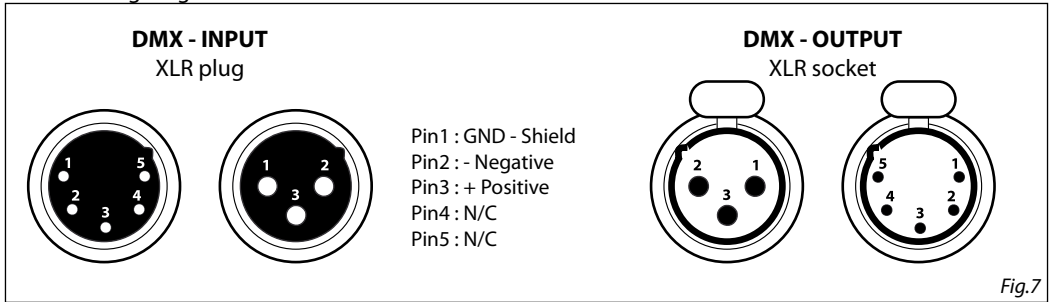 DMX - INPUT
XLR plug
1 5
2 4
3
1 2
3
Pin1 : GND - Shield
Pin2 : - Negative
Pin3 : + Positive
Pin4 : N/C
Pin5 : N/C
DMX - OUTPUT
XLR socket
2 1
3
5 1
4 2
3
Fig.7